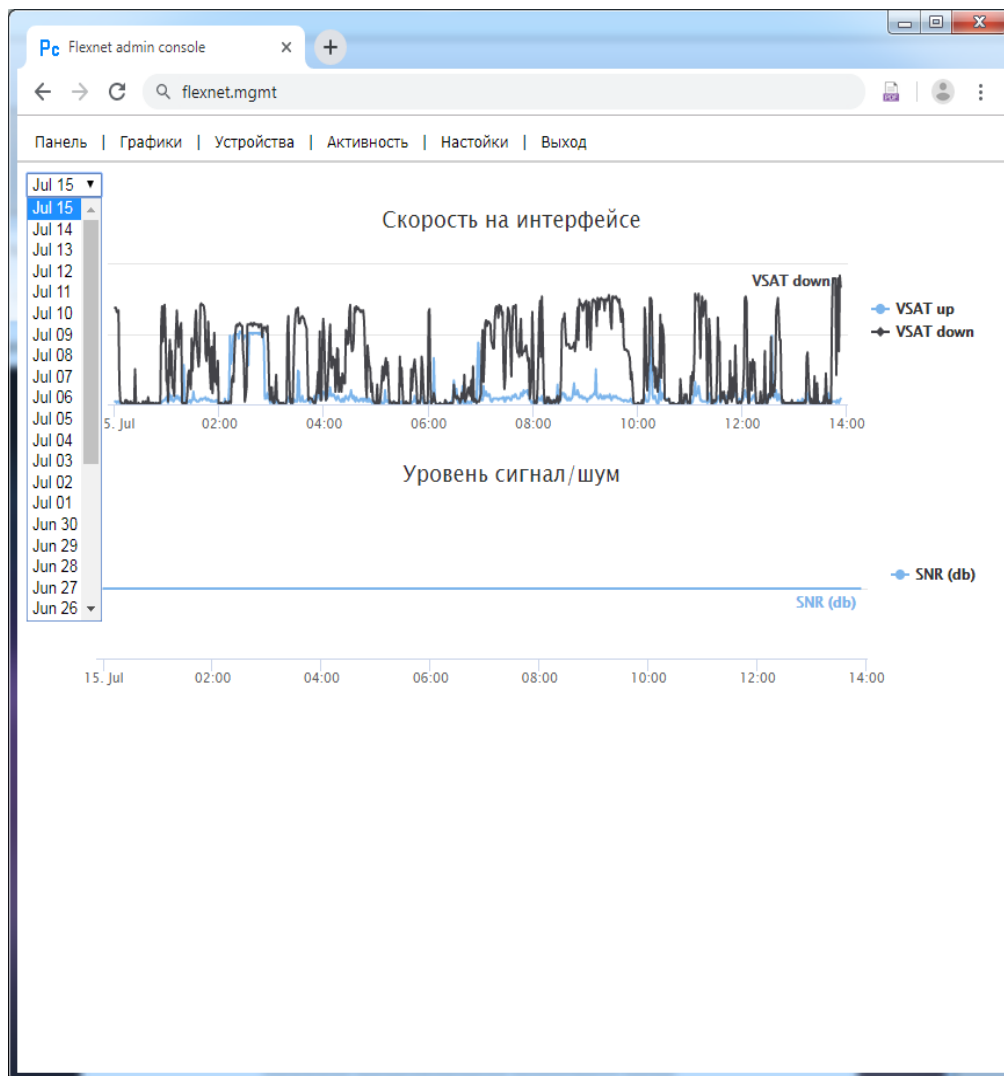 Pc Flexnet admin console
flexnet.mgmt
PDF
Панель | Графики | Устройства | Активность | Настойки | Выход
Jul 15
Jul 15
Jul 14
Jul 13
Jul 12
Jul 11
Jul 10
Jul 09
Jul 08
Jul 07
Jul 06
Jul 05
Jul 04
Jul 03
Jul 02
Jul 01
Jun 30
Jun 29
Jun 28
Jun 27
Jun 26
Скорость на интерфейсе
VSAT down
VSAT up
VSAT down
5. Jul 02:00 04:00 06:00 08:00 10:00 12:00 14:00
Уровень сигнал/шум
SNR (db)
SNR (db)
15. Jul 02:00 04:00 06:00 08:00 10:00 12:00 14:00